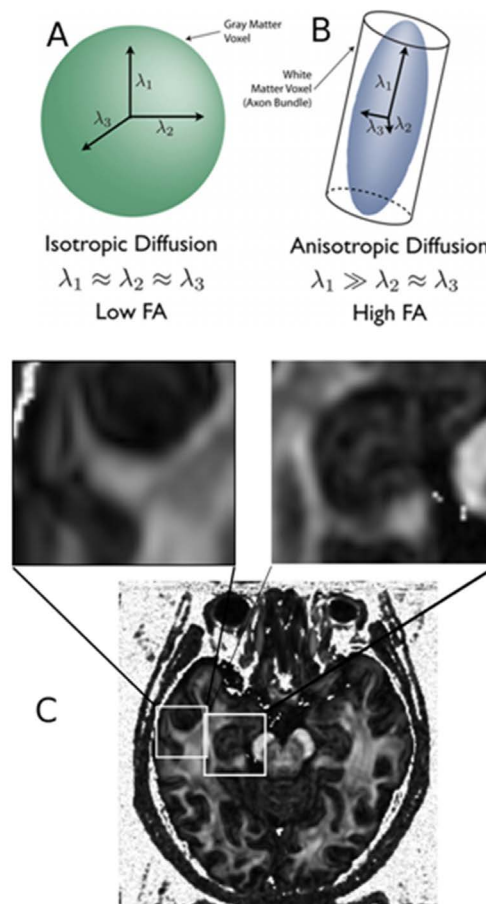 A
Gray Matter
Voxel
λ₁
λ₂
λ₃
Isotropic Diffusion
λ₁ ≈ λ₂ ≈ λ₃
Low FA
B
White
Matter Voxel
(Axon Bundle)
λ₁
λ₂
λ₃
Anisotropic Diffusion
λ₁ ≫ λ₂ ≈ λ₃
High FA
C